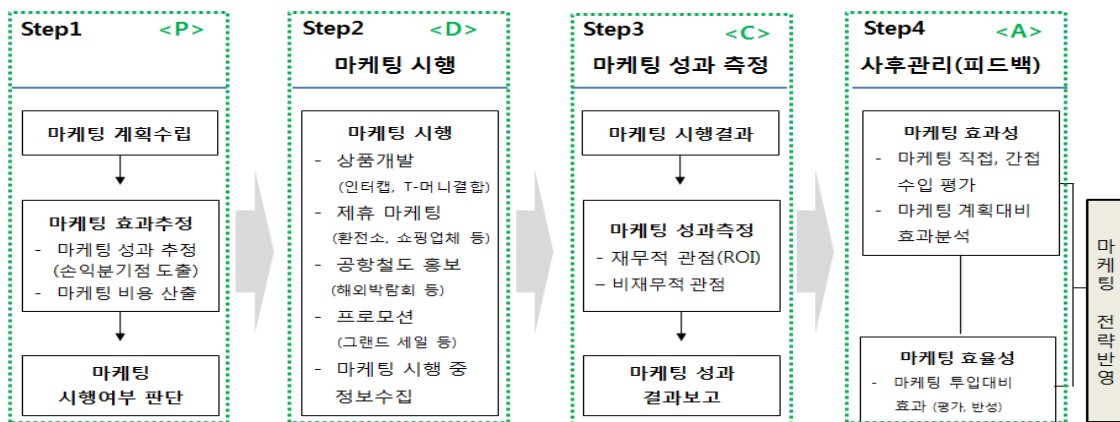 Step1 <P>
마케팅 계획수립
마케팅 효과추정
- 마케팅 성과 추정
(손익분기점 도출)
- 마케팅 비용 산출
마케팅
시행여부 판단
Step2 <D>
마케팅 시행
마케팅 시행
- 상품개발
(인터캡, T-머니결합)
- 제휴 마케팅
(환전소, 쇼핑업체 등)
- 공항철도 홍보
(해외박람회 등)
- 프로모션
(그랜드 세일 등)
- 마케팅 시행 중
정보수집
Step3 <C>
마케팅 성과 측정
마케팅 시행결과
마케팅 성과측정
- 재무적 관점(ROI)
– 비재무적 관점
마케팅 성과
결과보고
Step4 <A>
사후관리(피드백)
마케팅 효과성
- 마케팅 직접, 간접
수입 평가
- 마케팅 계획대비
효과분석
마케팅 효율성
- 마케팅 투입대비
효과 (평가, 반성)
마케팅 전략반영